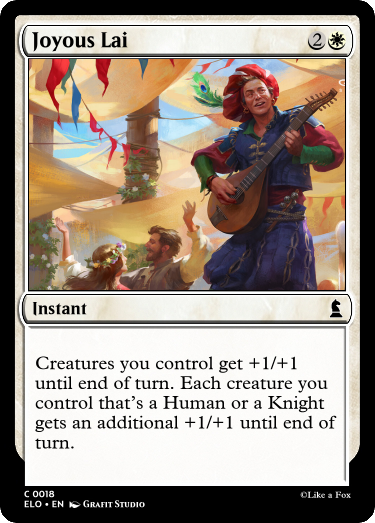 Joyous Lai 2
Instant
Creatures you control get +1/+1
until end of turn. Each creature you
control that's a Human or a Knight
gets an additional +1/+1 until end of
turn.
C 0018
ELO • EN Grafit Studio
©Like a Fox